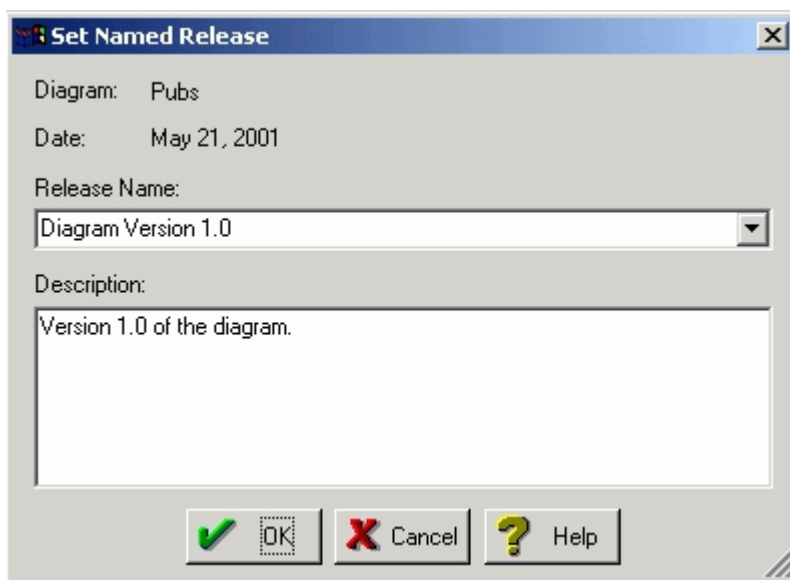 Set Named Release
Diagram: Pubs
Date: May 21, 2001
Release Name:
Diagram Version 1.0
Description:
Version 1.0 of the diagram.
OK Cancel Help